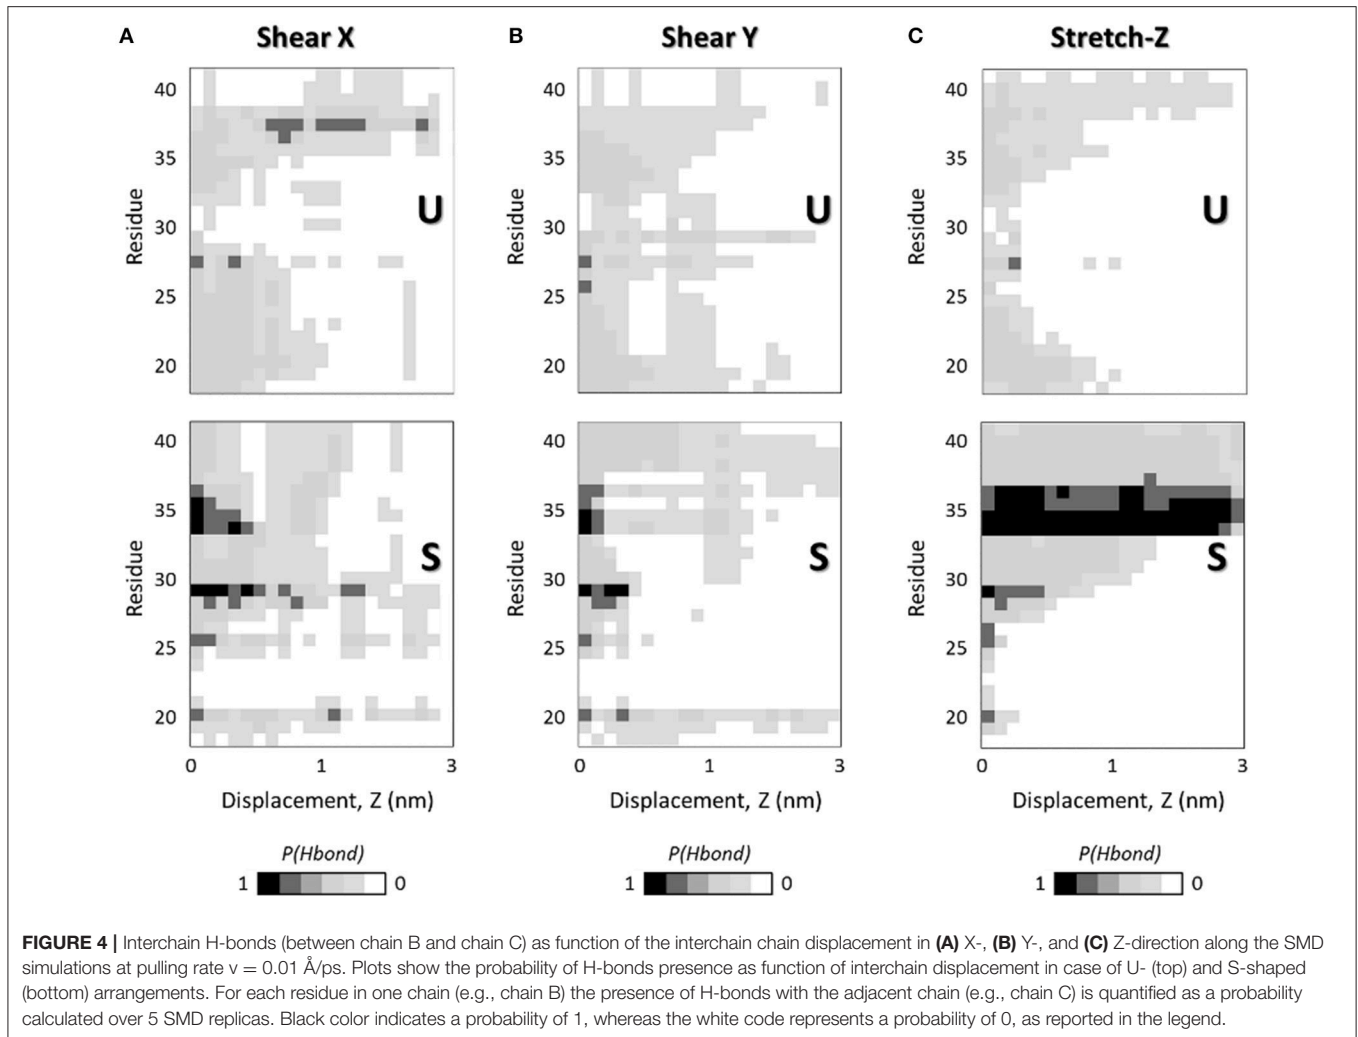 A Shear X B Shear Y C Stretch-Z
40 40 40
35 35 35
Residue Residue Residue
30 U 30 U 30 U
25 25 25
20 20 20
40 40 40
35 35 35
Residue S Residue S Residue S
30 30 30
25 25 25
20 20 20
0 1 3 0 1 3 0 1 3
Displacement, Z (nm) Displacement, Z (nm) Displacement, Z (nm)
P(Hbond) P(Hbond) P(Hbond)
1 0 1 0 1 0
FIGURE 4 | Interchain H-bonds (between chain B and chain C) as function of the interchain chain displacement in (A) X-, (B) Y-, and (C) Z-direction along the SMD
simulations at pulling rate v = 0.01 Å/ps. Plots show the probability of H-bonds presence as function of interchain displacement in case of U- (top) and S-shaped
(bottom) arrangements. For each residue in one chain (e.g., chain B) the presence of H-bonds with the adjacent chain (e.g., chain C) is quantified as a probability
calculated over 5 SMD replicas. Black color indicates a probability of 1, whereas the white code represents a probability of 0, as reported in the legend.